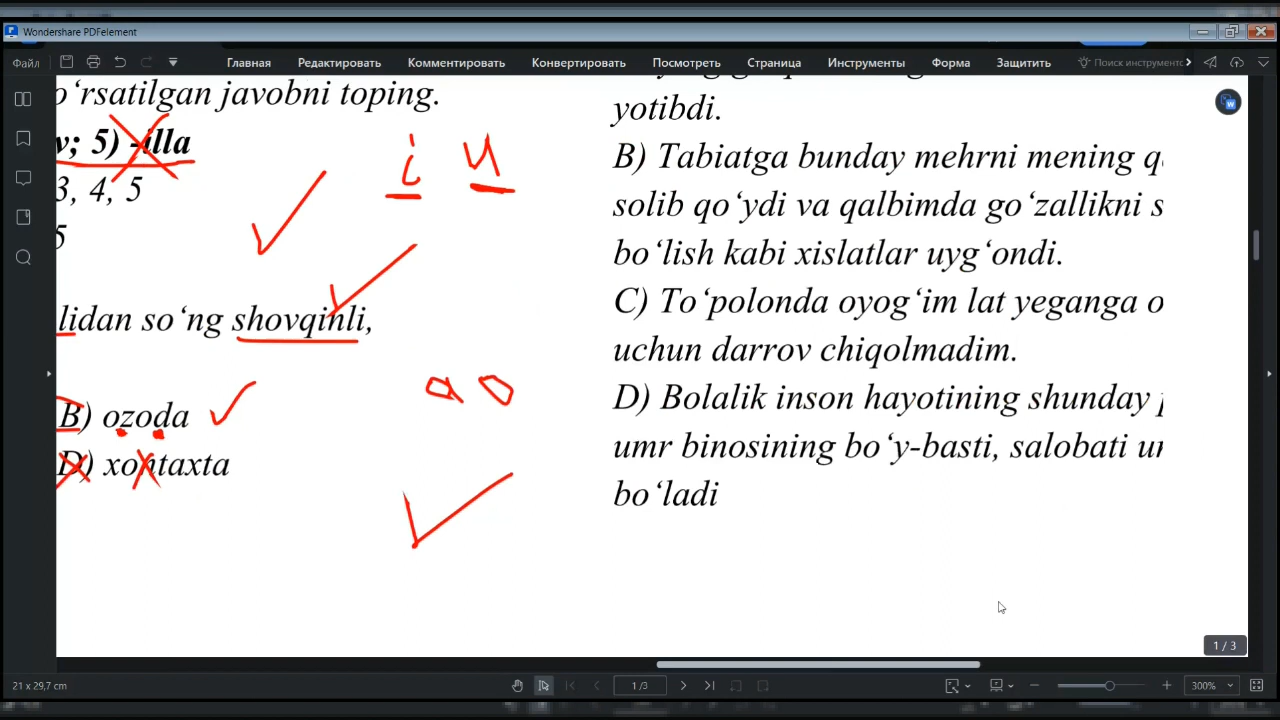 Wondershare PDFelement
Файл
Главная
Редактировать
Комментировать
Конвертировать
Посмотреть
Страница
Инструменты
Форма
Защитить
Поиск инструменто
o‘rsatilgan javobni toping.
v; 5) -illa
3, 4, 5
5
i u
lidan so‘ng shovqinli,
a o
B) ozoda
D) xontaxta
yotibdi.
B) Tabiatga bunday mehrni mening q
solib qo‘ydi va qalbimda go‘zallikni s
bo‘lish kabi xislatlar uyg‘ondi.
C) To‘polonda oyog‘im lat yeganga o
uchun darrov chiqolmadim.
D) Bolalik inson hayotining shunday
umr binosining bo‘y-basti, salobati un
bo‘ladi
1 / 3
21 x 29,7 cm
1 /3
300%